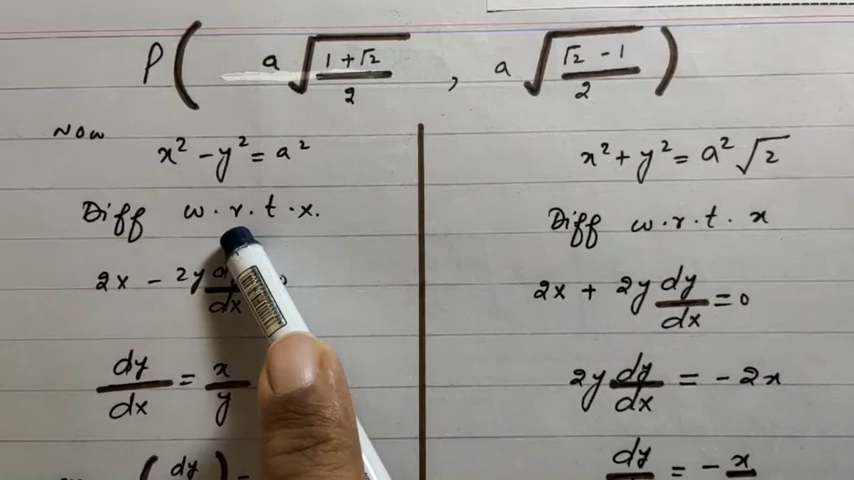 P ( a √((1+√2)/2) , a √((√2 - 1)/2) )
Now
x² - y² = a²
Diff w.r.t.x.
2x - 2y d/dx
dy/dx = x/y
(dy
x² + y² = a² √2
Diff w.r.t. x
2x + 2y dy/dx = 0
2y dy/dx = - 2x
dy/ = - x